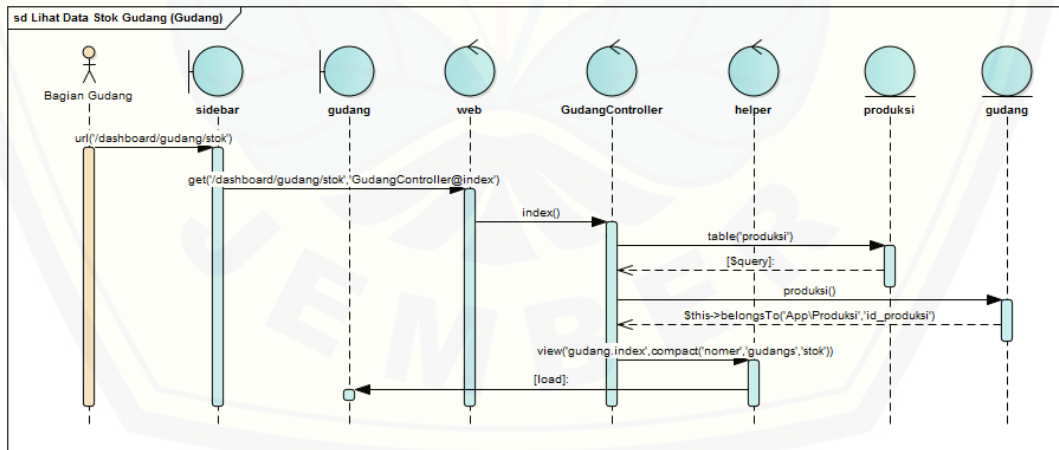 sd Lihat Data Stok Gudang (Gudang)
Bagian Gudang
sidebar
gudang
web
GudangController
helper
produksi
gudang
url('/dashboard/gudang/stok')
get('/dashboard/gudang/stok','GudangController@index')
index()
table('produksi')
[$query]:
produksi()
$this->belongsTo('App\Produksi','id_produksi')
view('gudang.index',compact('nomer','gudangs','stok'))
[load]:
JEMBER